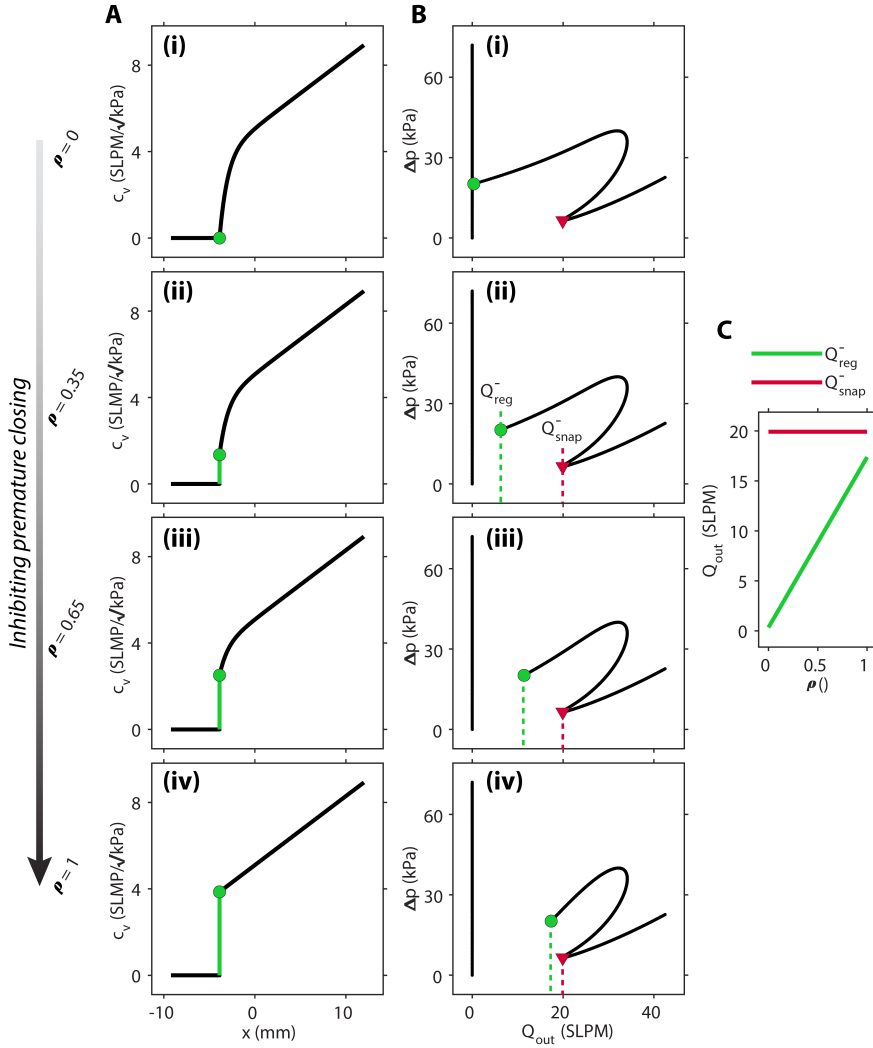 A
B
(i)
8
4
0
c_v (SLPM/√kPa)
(i)
60
30
0
Δp (kPa)
ρ = 0
(ii)
8
4
0
c_v (SLMP/√kPa)
(ii)
60
30
0
Δp (kPa)
Q⁻_reg
Q⁻_snap
ρ = 0.35
Inhibiting premature closing
(iii)
8
4
0
c_v (SLMP/√kPa)
(iii)
60
30
0
Δp (kPa)
ρ = 0.65
(iv)
8
4
0
c_v (SLMP/√kPa)
(iv)
60
30
0
Δp (kPa)
ρ = 1
-10 0 10
x (mm)
0 20 40
Q_out (SLPM)
C
Q⁻_reg
Q⁻_snap
20
15
10
5
0
Q_out (SLPM)
0 0.5 1
ρ ()